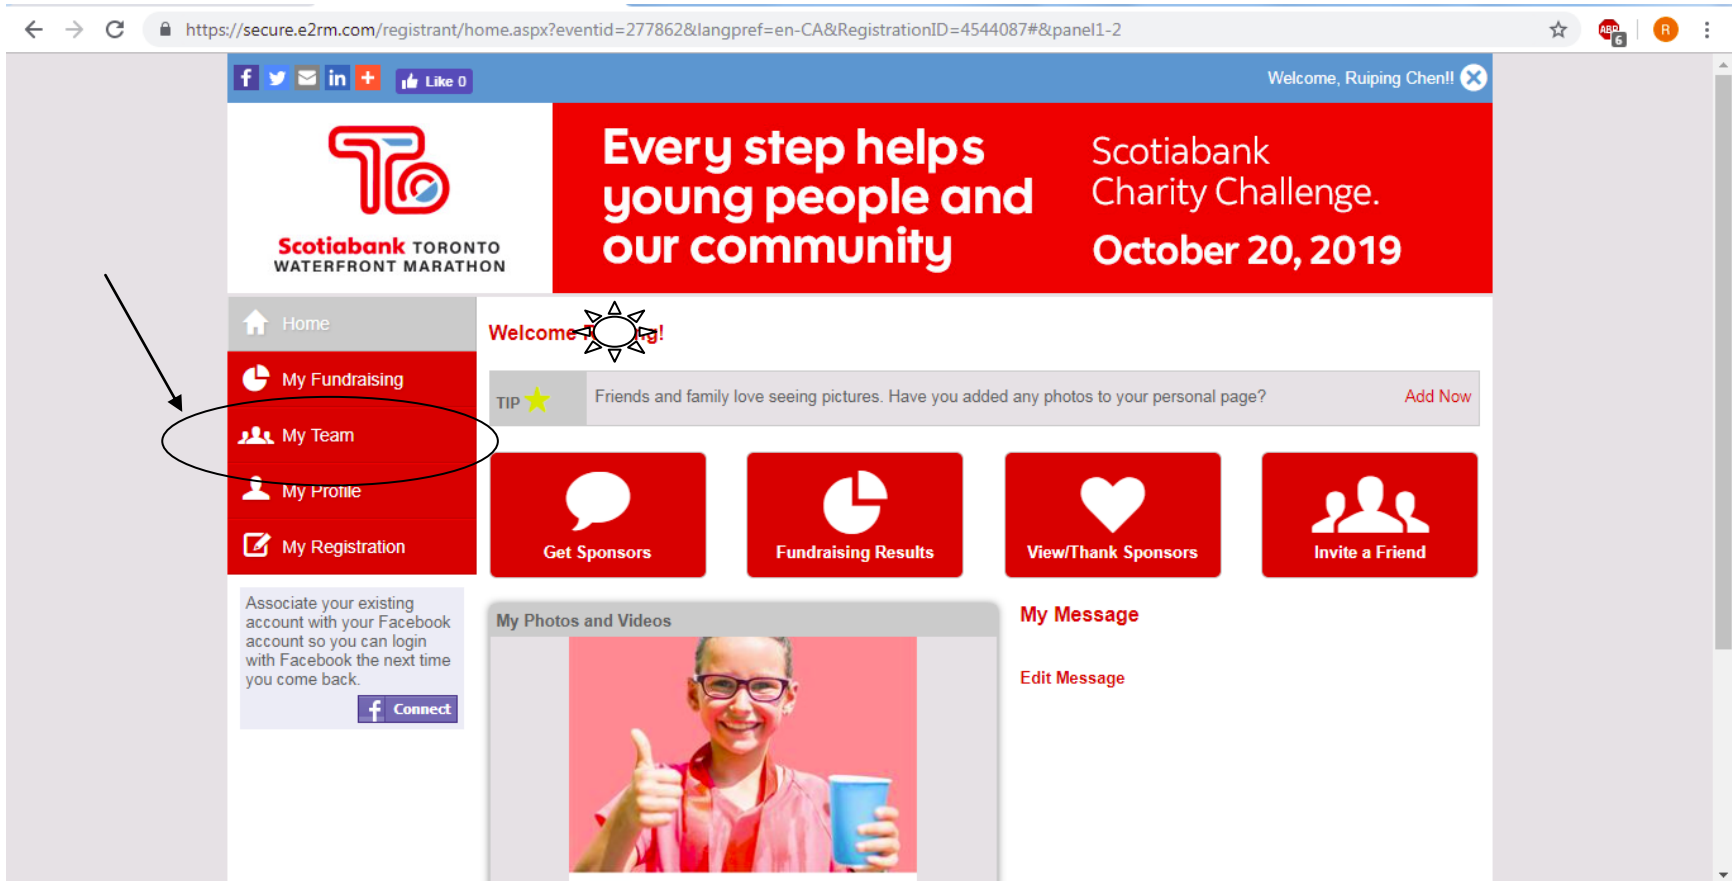 https://secure.e2rm.com/registrant/home.aspx?eventid=277862&langpref=en-CA&RegistrationID=4544087#&panel1-2
ABP
6
R
f
in
Like 0
Welcome, Ruiping Chen!!
Scotiabank TORONTO
WATERFRONT MARATHON
Every step helps
young people and
our community
Scotiabank
Charity Challenge.
October 20, 2019
Home
My Fundraising
My Team
My Profile
My Registration
Welcome
TIP
Friends and family love seeing pictures. Have you added any photos to your personal page?
Add Now
Get Sponsors
Fundraising Results
View/Thank Sponsors
Invite a Friend
Associate your existing
account with your Facebook
account so you can login
with Facebook the next time
you come back.
f Connect
My Photos and Videos
My Message
Edit Message